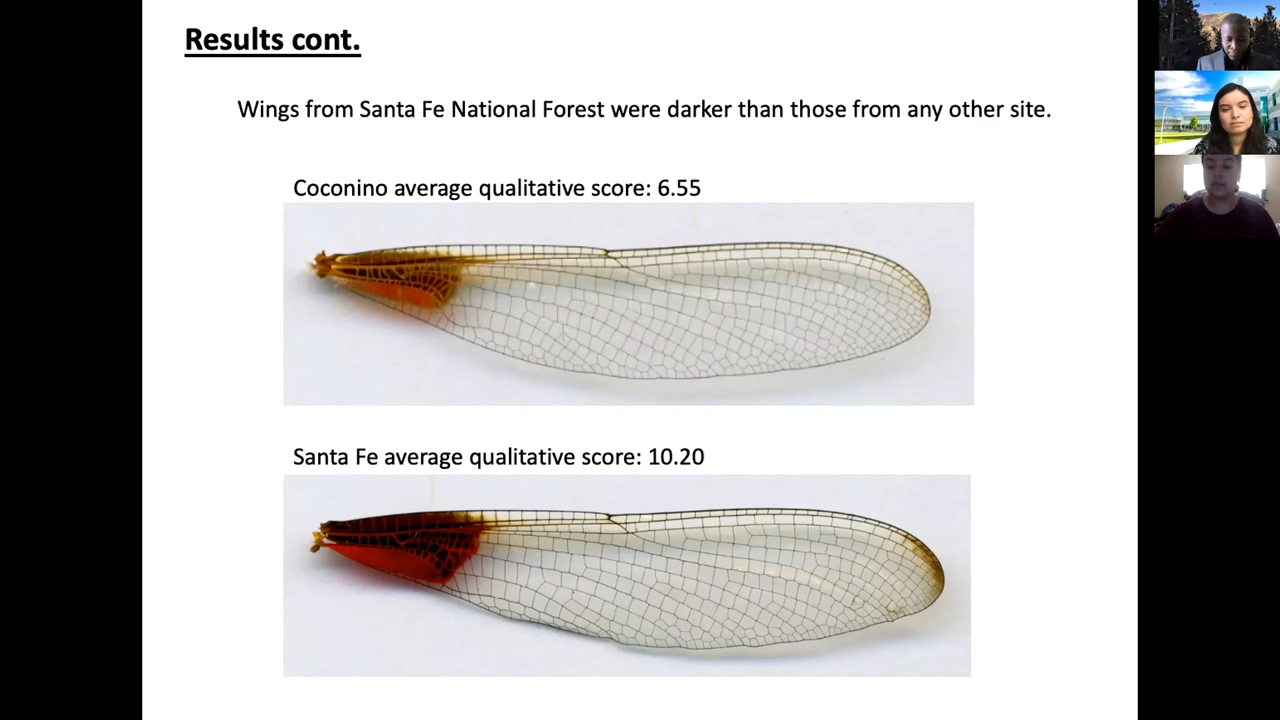 Results cont.
Wings from Santa Fe National Forest were darker than those from any other site.
Coconino average qualitative score: 6.55
Santa Fe average qualitative score: 10.20